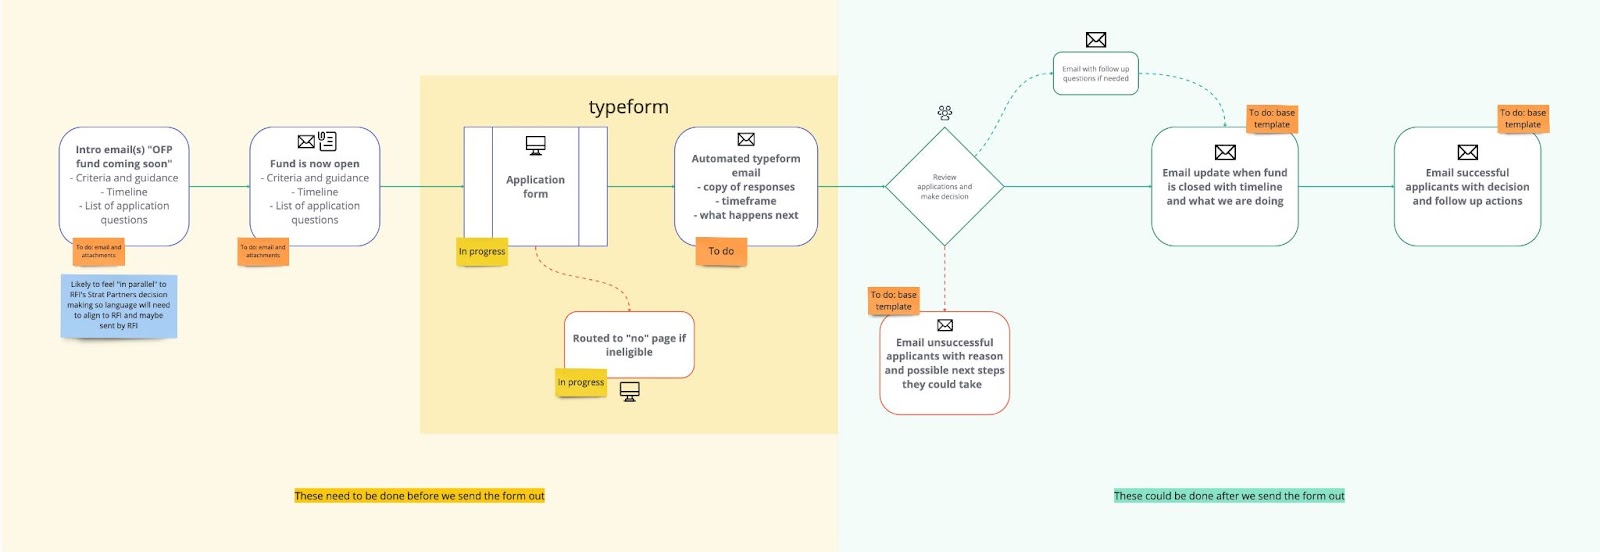 typeform
Intro email(s) "OFP
fund coming soon"
- Criteria and guidance
- Timeline
- List of application
questions
To do: email and
attachments
Likely to feel "in parallel" to
RFI's Strat Partners decision
making so language will need
to align to RFI and maybe
sent by RFI
Fund is now open
- Criteria and guidance
- Timeline
- List of application
questions
To do: email and
attachments
Application
form
In progress
Routed to "no" page if
ineligible
In progress
Automated typeform
email
- copy of responses
- timeframe
- what happens next
To do
Review
applications and
make decision
Email with follow up
questions if needed
To do: base
template
Email unsuccessful
applicants with reason
and possible next steps
they could take
To do: base
template
Email update when fund
is closed with timeline
and what we are doing
To do: base
template
Email successful
applicants with decision
and follow up actions
These need to be done before we send the form out
These could be done after we send the form out